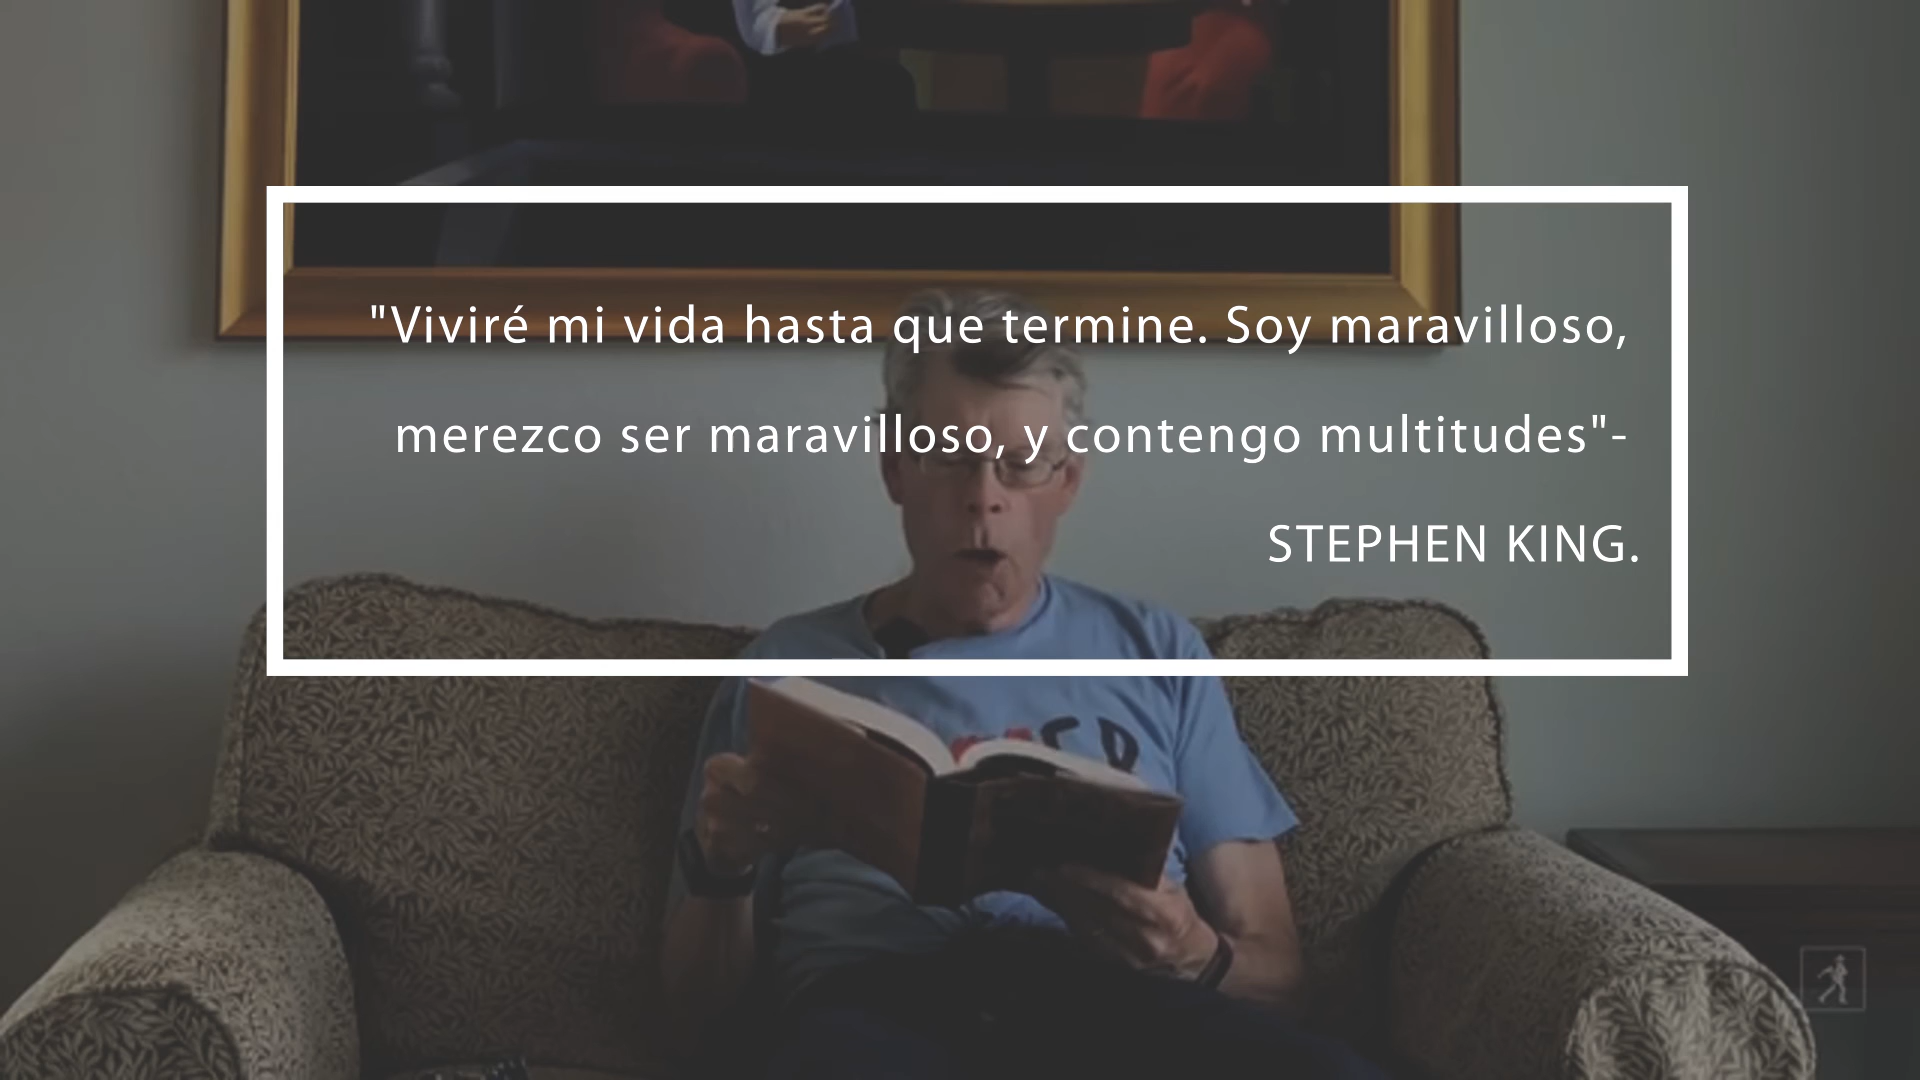 "Viviré mi vida hasta que termine. Soy maravilloso,
merezco ser maravilloso, y contengo multitudes"-
STEPHEN KING.